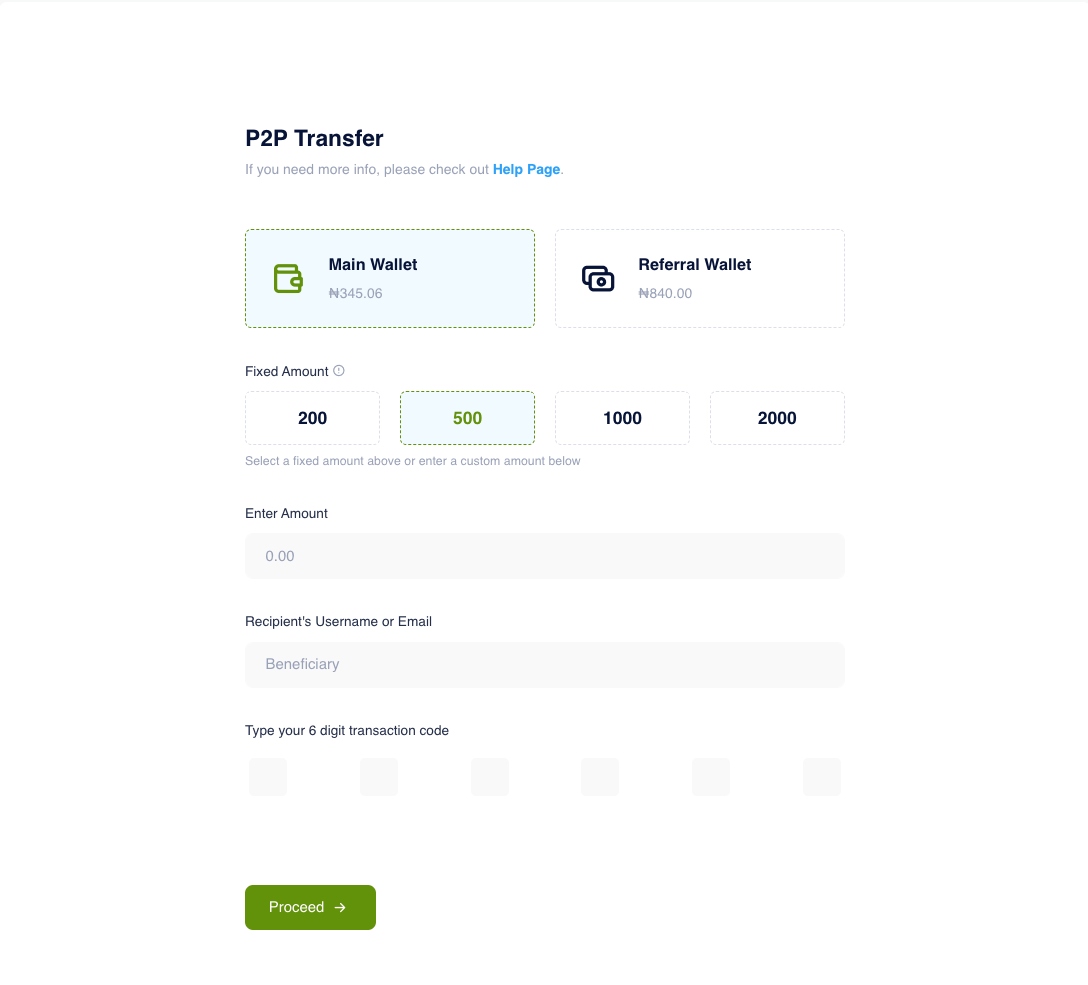 P2P Transfer
If you need more info, please check out Help Page.
Main Wallet
₦345.06
Referral Wallet
₦840.00
Fixed Amount
200
500
1000
2000
Select a fixed amount above or enter a custom amount below
Enter Amount
0.00
Recipient's Username or Email
Beneficiary
Type your 6 digit transaction code
Proceed →